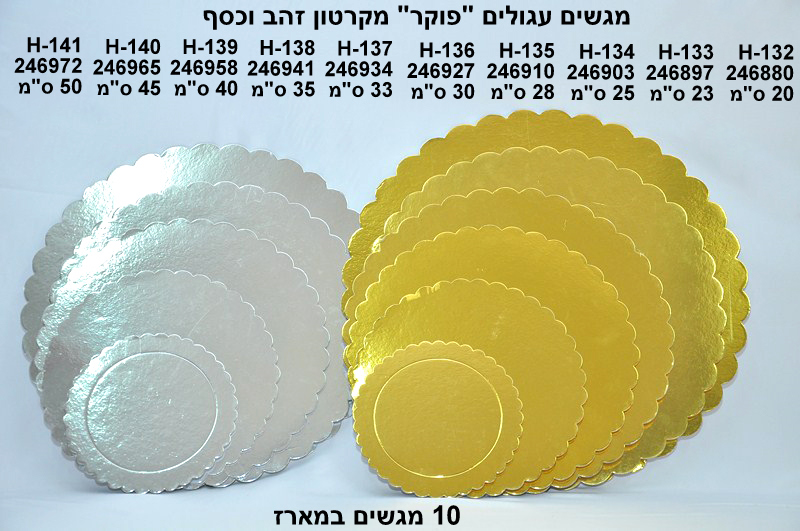 מגשים עגולים "פוקר" מקרטון זהב וכסף
H-132 H-133 H-134 H-135 H-136 H-137 H-138 H-139 H-140 H-141
246880 246897 246903 246910 246927 246934 246941 246958 246965 246972
20 ס"מ 23 ס"מ 25 ס"מ 28 ס"מ 30 ס"מ 33 ס"מ 35 ס"מ 40 ס"מ 45 ס"מ 50 ס"מ
10 מגשים במארז